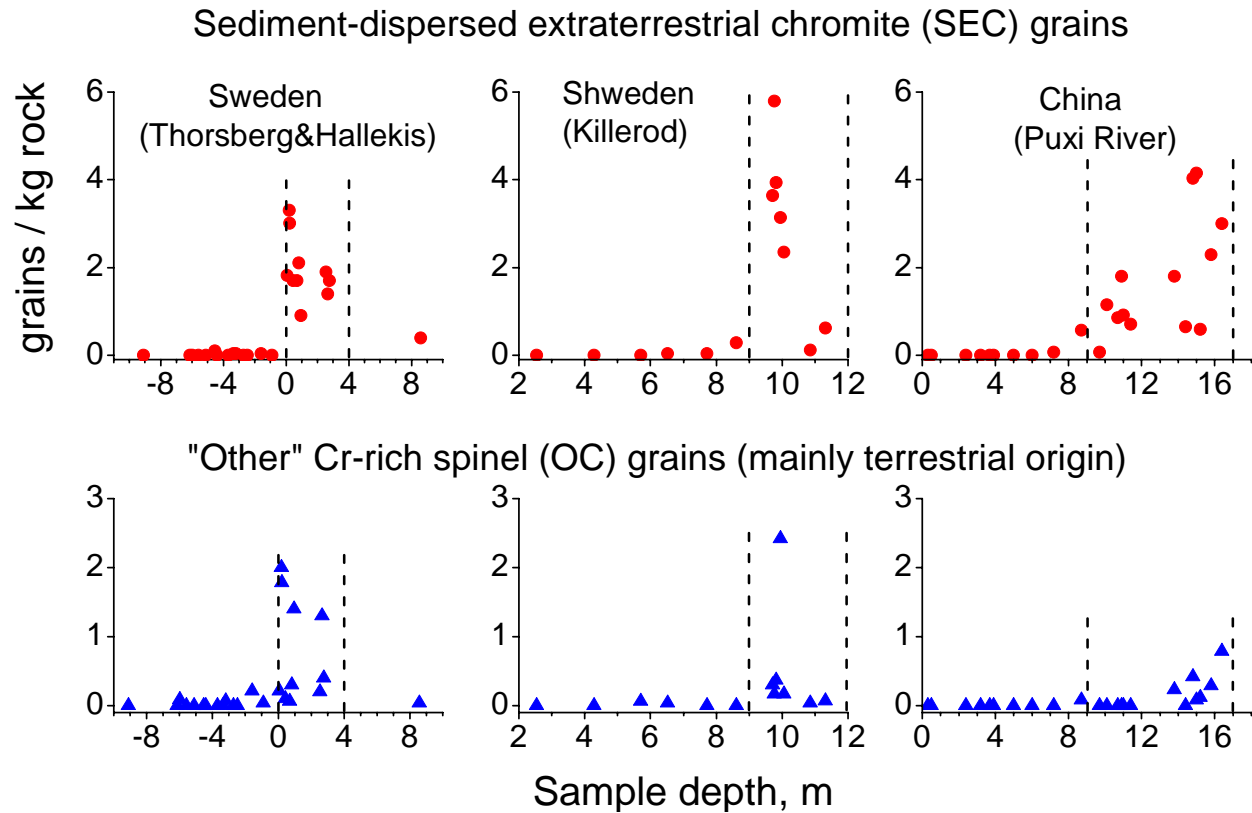 Sediment-dispersed extraterrestrial chromite (SEC) grains
grains / kg rock
Sweden
(Thorsberg&Hallekis)
6
4
2
0
-8 -4 0 4 8
Shweden
(Killerod)
6
4
2
0
2 4 6 8 10 12
China
(Puxi River)
6
4
2
0
0 4 8 12 16
"Other" Cr-rich spinel (OC) grains (mainly terrestrial origin)
3
2
1
0
-8 -4 0 4 8
3
2
1
0
2 4 6 8 10 12
3
2
1
0
0 4 8 12 16
Sample depth, m